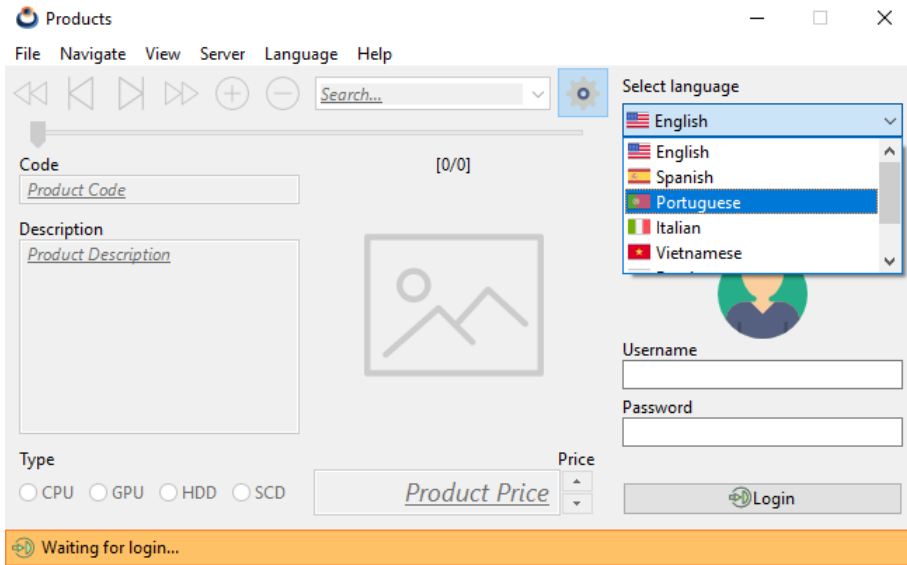 Products
File Navigate View Server Language Help
Search...
Select language
English
English
Spanish
Portuguese
Italian
Vietnamese
Code
[0/0]
Product Code
Description
Product Description
Username
Password
Type
Price
CPU GPU HDD SCD
Product Price
Login
Waiting for login...